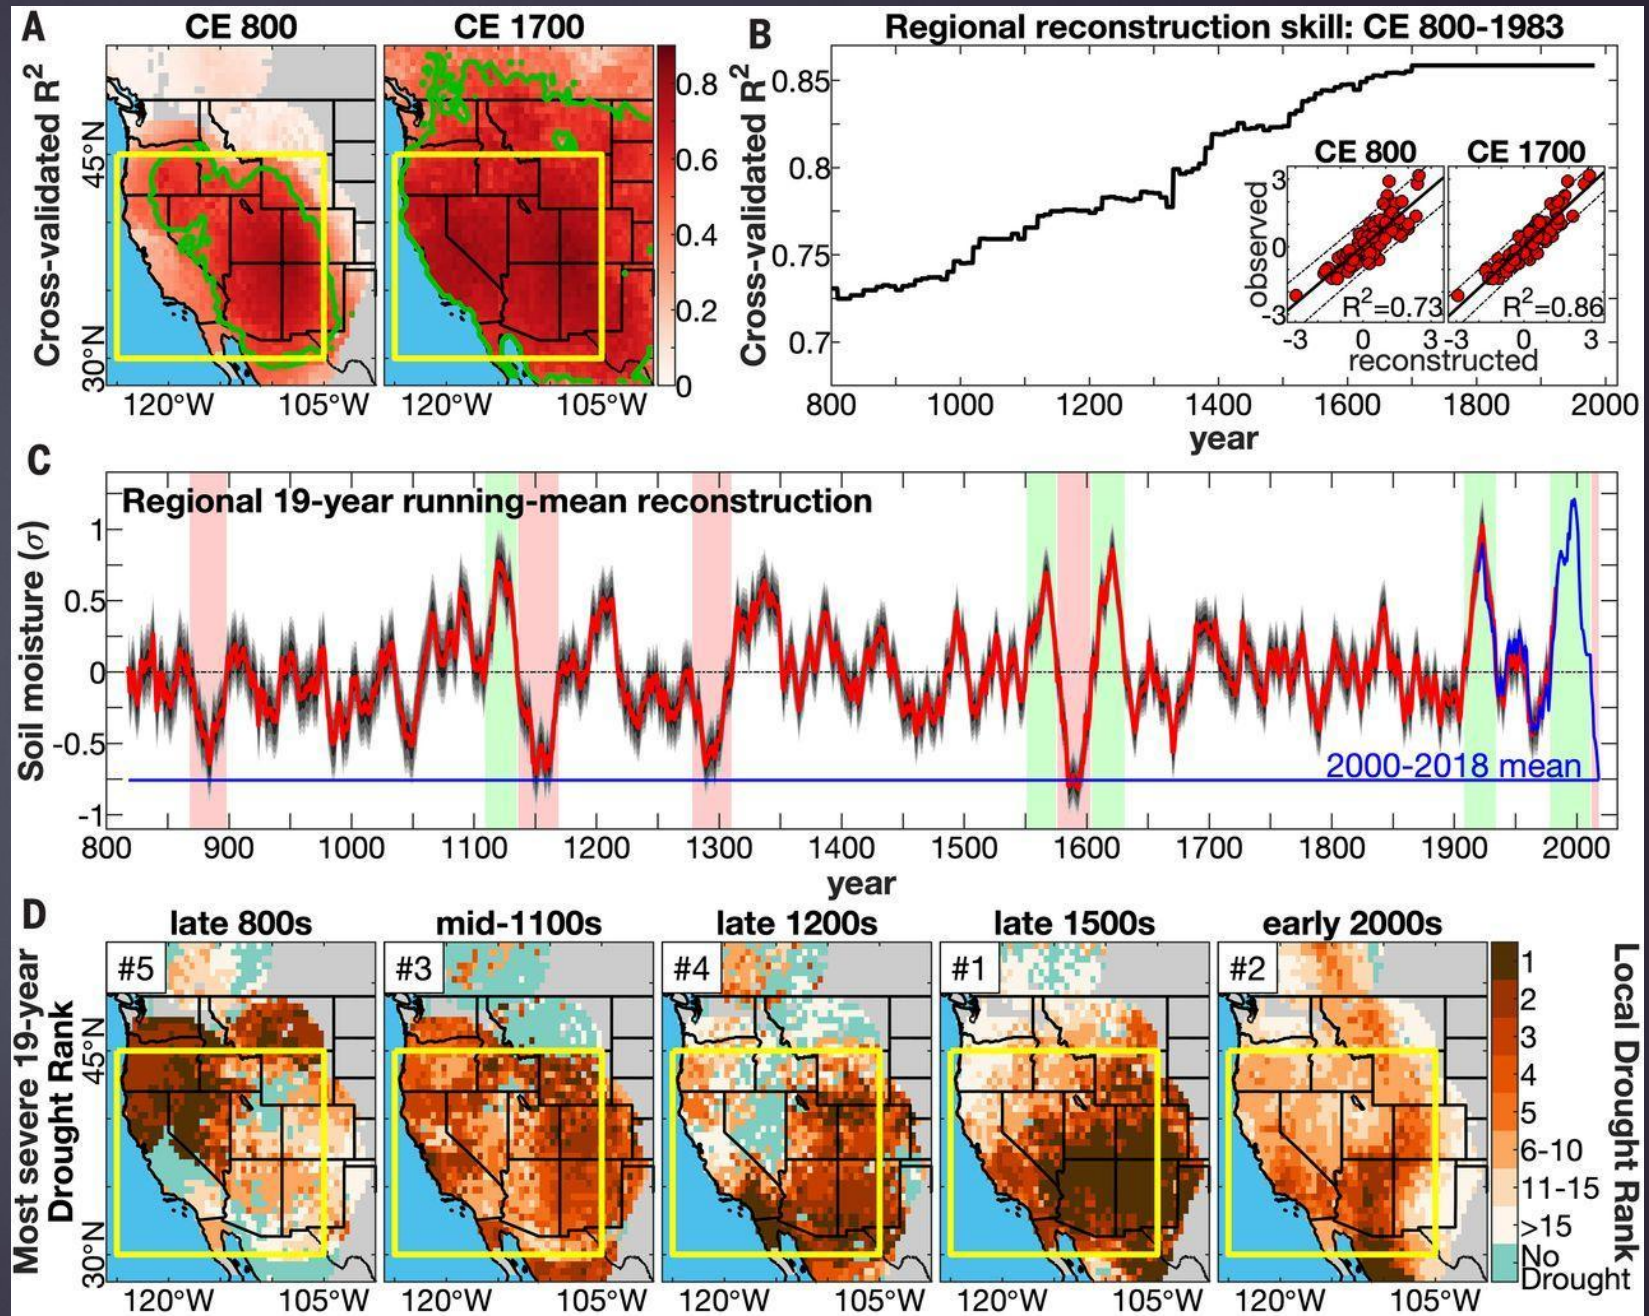 A
CE 800
CE 1700
Cross-validated R²
45°N
30°N
120°W
105°W
120°W
105°W
0.8
0.6
0.4
0.2
0
B
Regional reconstruction skill: CE 800-1983
Cross-validated R²
0.85
0.8
0.75
0.7
800
1000
1200
1400
1600
1800
2000
year
CE 800
CE 1700
observed
3
0
-3
R²=0.73
R²=0.86
-3
0
3
-3
0
3
reconstructed
C
Regional 19-year running-mean reconstruction
Soil moisture (σ)
1
0.5
0
-0.5
-1
2000-2018 mean
800
900
1000
1100
1200
1300
1400
1500
1600
1700
1800
1900
2000
year
D
late 800s
mid-1100s
late 1200s
late 1500s
early 2000s
Most severe 19-year
Drought Rank
#5
#3
#4
#1
#2
45°N
30°N
120°W
105°W
120°W
105°W
120°W
105°W
120°W
105°W
120°W
105°W
1
2
3
4
5
6-10
11-15
>15
No
Drought
Local Drought Rank